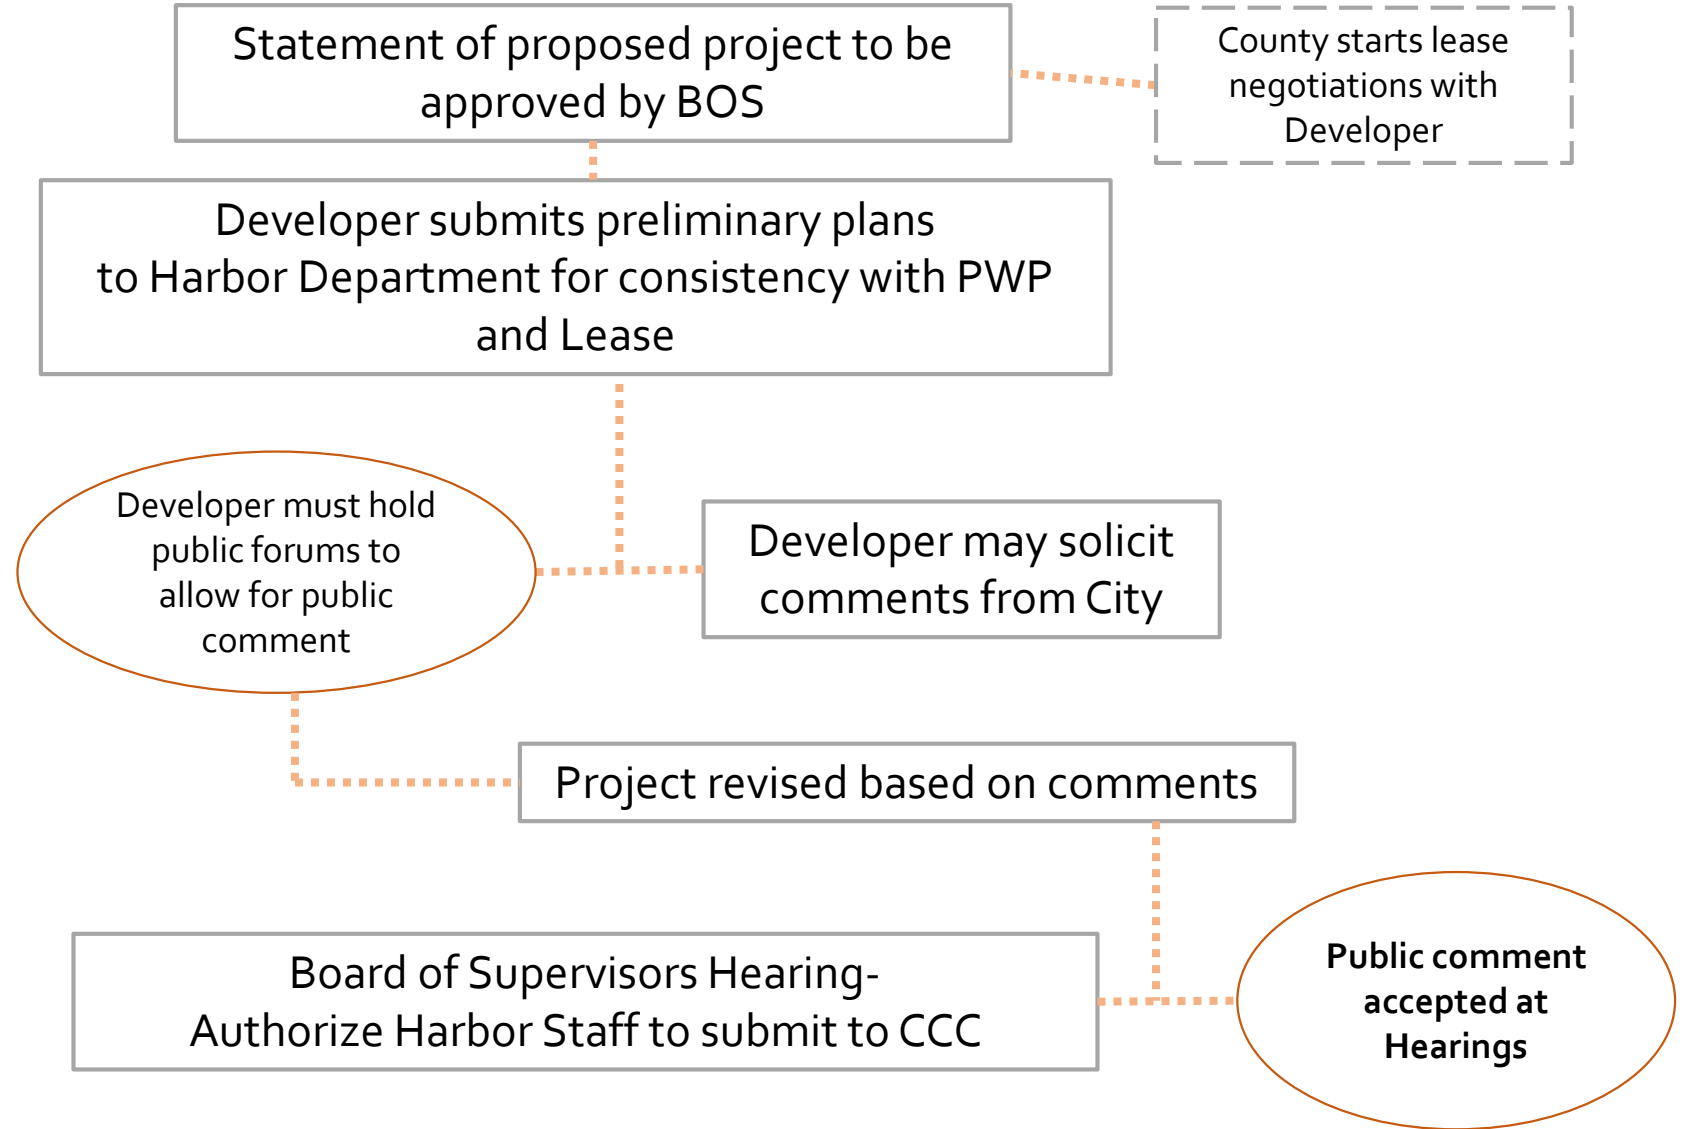 Statement of proposed project to be
approved by BOS
County starts lease
negotiations with
Developer
Developer submits preliminary plans
to Harbor Department for consistency with PWP
and Lease
Developer must hold
public forums to
allow for public
comment
Developer may solicit
comments from City
Project revised based on comments
Board of Supervisors Hearing-
Authorize Harbor Staff to submit to CCC
Public comment
accepted at
Hearings